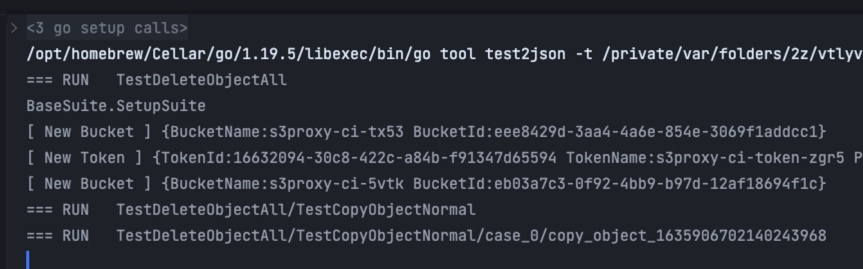 <3 go setup calls>
/opt/homebrew/Cellar/go/1.19.5/libexec/bin/go tool test2json -t /private/var/folders/2z/vtlyv
=== RUN   TestDeleteObjectAll
BaseSuite.SetupSuite
[ New Bucket ] {BucketName:s3proxy-ci-tx53 BucketId:eee8429d-3aa4-4a6e-854e-3069f1addcc1}
[ New Token ] {TokenId:16632094-30c8-422c-a84b-f91347d65594 TokenName:s3proxy-ci-token-zgr5 P
[ New Bucket ] {BucketName:s3proxy-ci-5vtk BucketId:eb03a7c3-0f92-4bb9-b97d-12af18694f1c}
=== RUN   TestDeleteObjectAll/TestCopyObjectNormal
=== RUN   TestDeleteObjectAll/TestCopyObjectNormal/case_0/copy_object_1635906702140243968